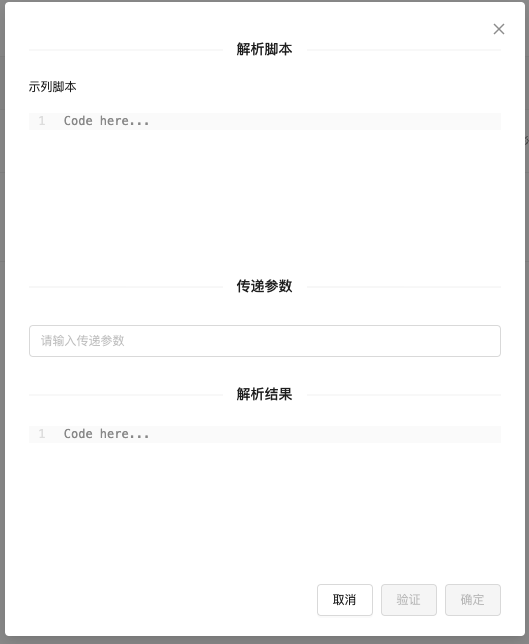 解析脚本
示列脚本
1 Code here...
传递参数
请输入传递参数
解析结果
1 Code here...
取消 验证 确定